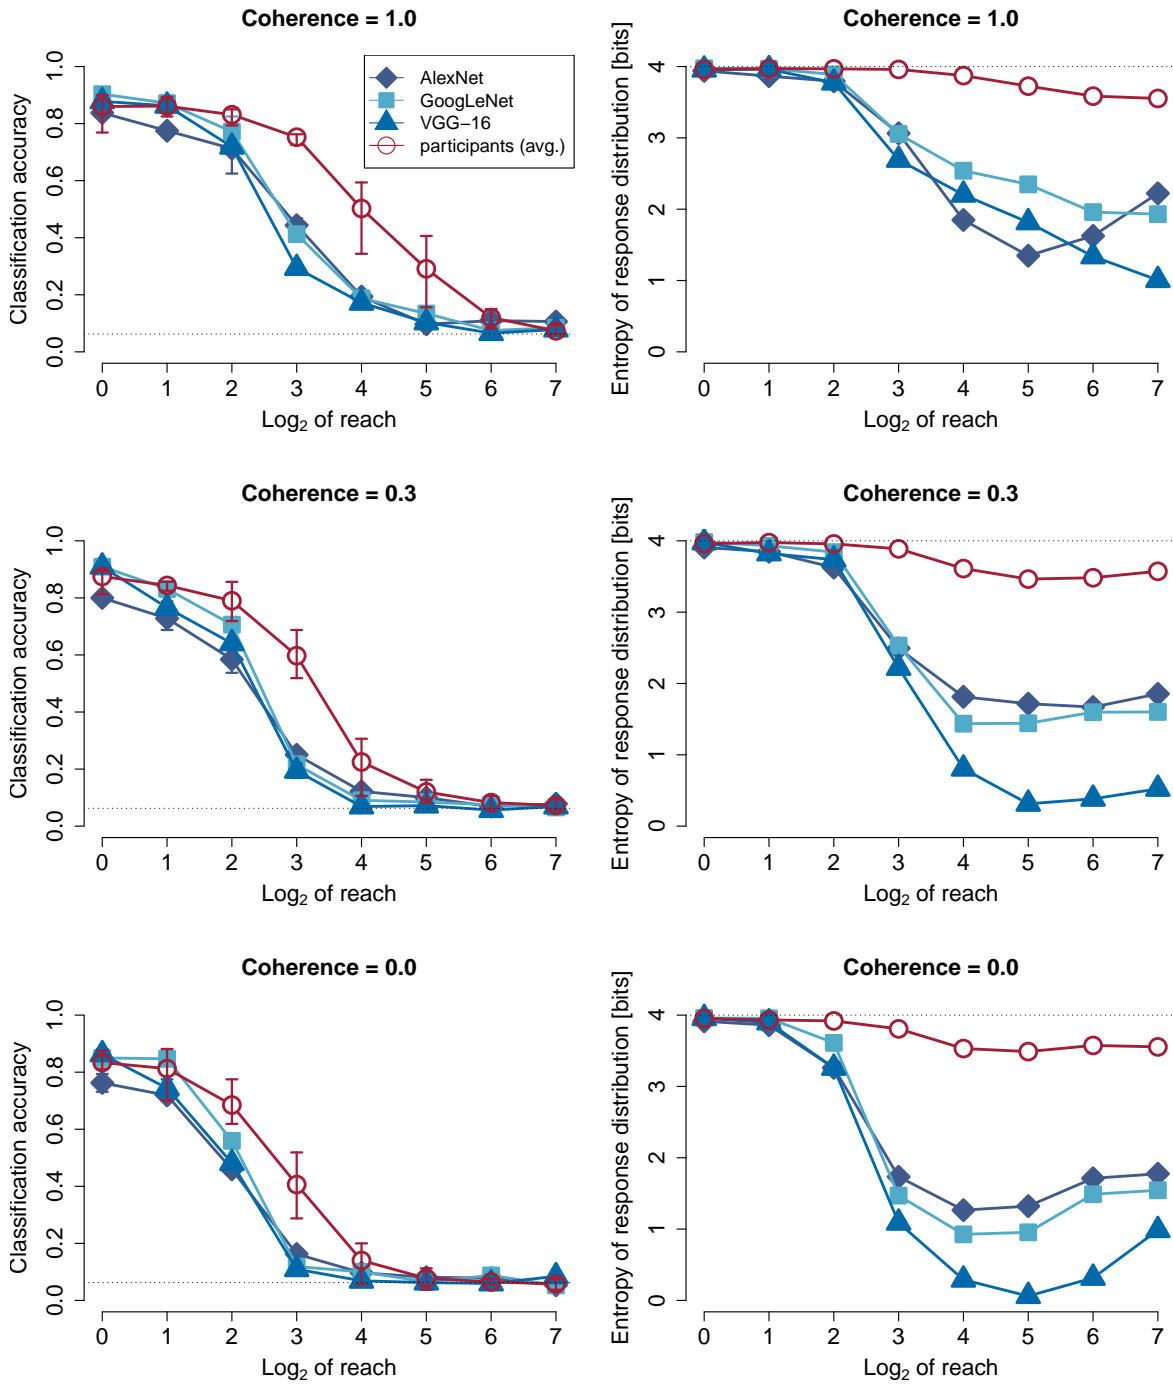 Coherence = 1.0
Classification accuracy
1.0
0.8
0.6
0.4
0.2
0.0
AlexNet
GoogLeNet
VGG−16
participants (avg.)
0 1 2 3 4 5 6 7
Log₂ of reach
Coherence = 1.0
Entropy of response distribution [bits]
4
3
2
1
0
0 1 2 3 4 5 6 7
Log₂ of reach
Coherence = 0.3
Classification accuracy
1.0
0.8
0.6
0.4
0.2
0.0
0 1 2 3 4 5 6 7
Log₂ of reach
Coherence = 0.3
Entropy of response distribution [bits]
4
3
2
1
0
0 1 2 3 4 5 6 7
Log₂ of reach
Coherence = 0.0
Classification accuracy
1.0
0.8
0.6
0.4
0.2
0.0
0 1 2 3 4 5 6 7
Log₂ of reach
Coherence = 0.0
Entropy of response distribution [bits]
4
3
2
1
0
0 1 2 3 4 5 6 7
Log₂ of reach